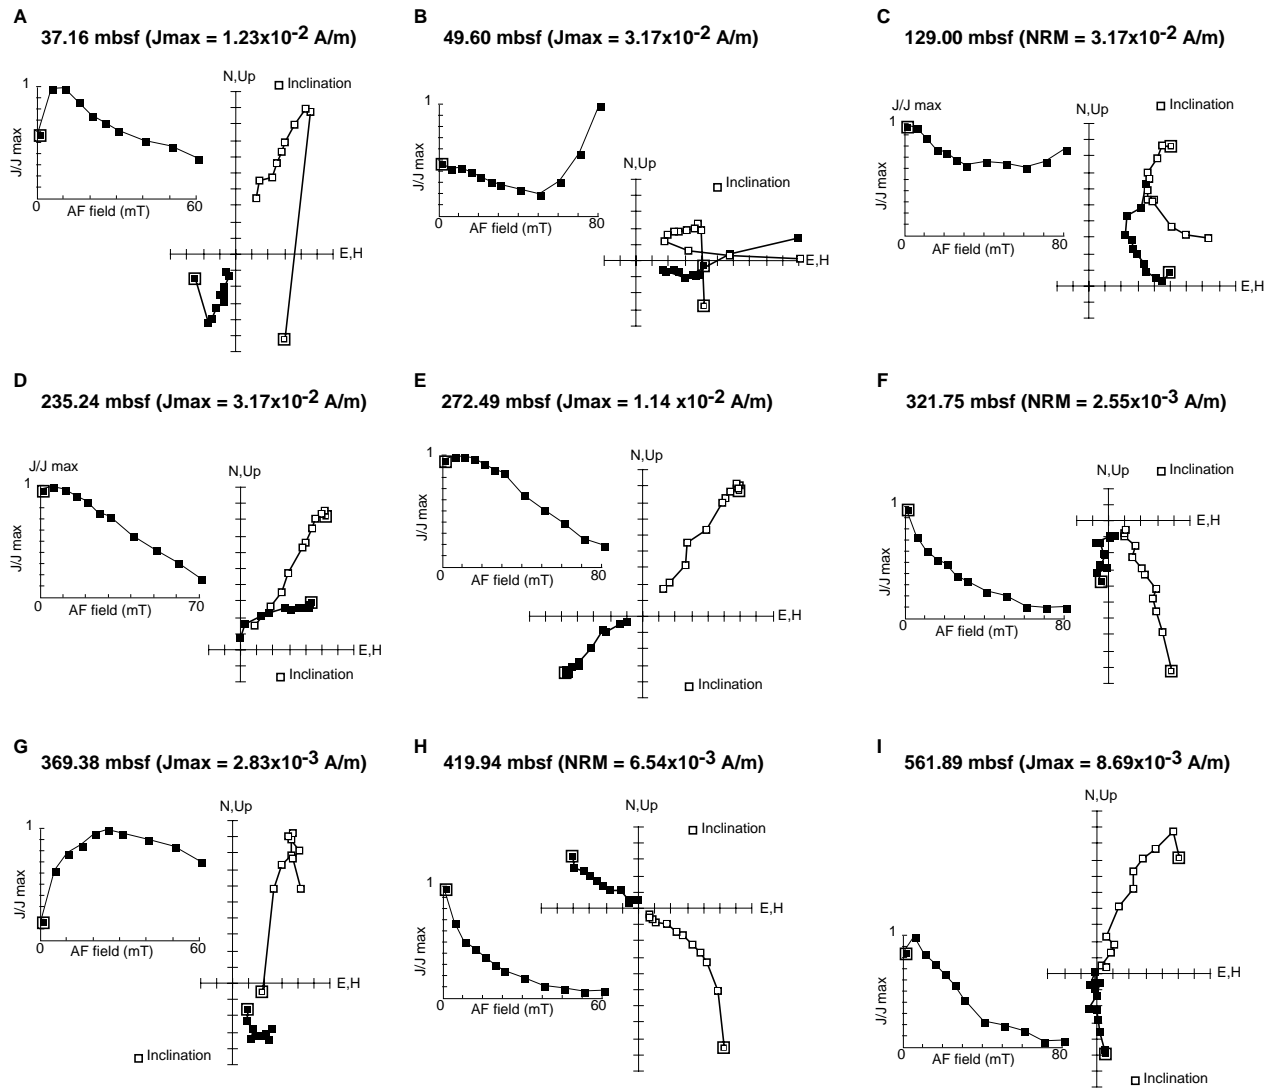 A
37.16 mbsf (Jmax = 1.23x10-2 A/m)
N,Up
Inclination
1
J/J max
0
60
AF field (mT)
E,H
B
49.60 mbsf (Jmax = 3.17x10-2 A/m)
1
N,Up
Inclination
J/J max
0
80
AF field (mT)
E,H
C
129.00 mbsf (NRM = 3.17x10-2 A/m)
J/J max
N,Up
Inclination
1
J/J max
0
80
AF field (mT)
E,H
D
235.24 mbsf (Jmax = 3.17x10-2 A/m)
J/J max
N,Up
1
J/J max
0
70
AF field (mT)
E,H
Inclination
E
272.49 mbsf (Jmax = 1.14 x10-2 A/m)
N,Up
1
J/J max
0
80
AF field (mT)
E,H
Inclination
F
321.75 mbsf (NRM = 2.55x10-3 A/m)
N,Up
Inclination
1
E,H
J/J max
0
80
AF field (mT)
G
369.38 mbsf (Jmax = 2.83x10-3 A/m)
N,Up
1
J/J max
0
60
AF field (mT)
E,H
Inclination
H
419.94 mbsf (NRM = 6.54x10-3 A/m)
N,Up
Inclination
1
E,H
J/J max
0
60
AF field (mT)
I
561.89 mbsf (Jmax = 8.69x10-3 A/m)
N,Up
1
E,H
J/J max
0
80
AF field (mT)
Inclination